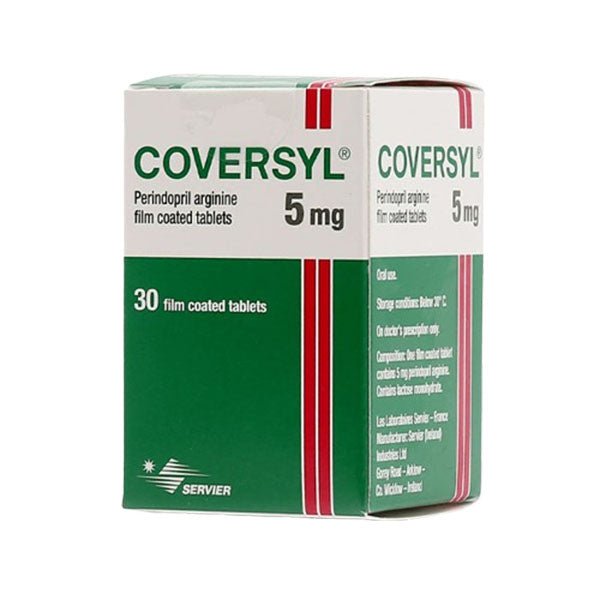 COVERSYL®
Perindopril arginine
film coated tablets
5 mg
30 film coated tablets
SERVIER
COVERSYL®
Perindopril arginine
film coated tablets
5 mg
Oral use.
Storage conditions: Below 30° C.
On doctor's prescription only.
Composition: One film coated tablet
contains 5 mg perindopril arginine.
Contains lactose monohydrate.
Les Laboratoires Servier – France
Manufacturer: Servier (Ireland)
Industries Ltd
Gorey Road – Arklow –
Co. Wicklow – Ireland